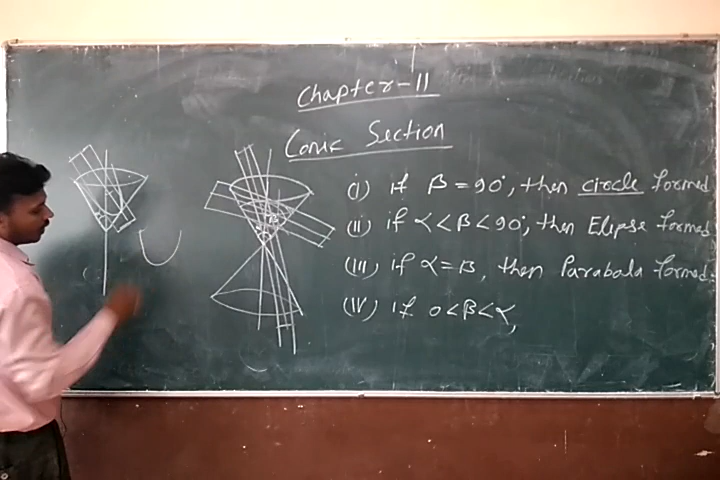 Chapter-11
Conic Section
(i) if β = 90°, then circle formed
(ii) if α < β < 90°, then Elipse formed
(iii) if α = β, then Parabola formed.
(iv) if 0 < β < α,